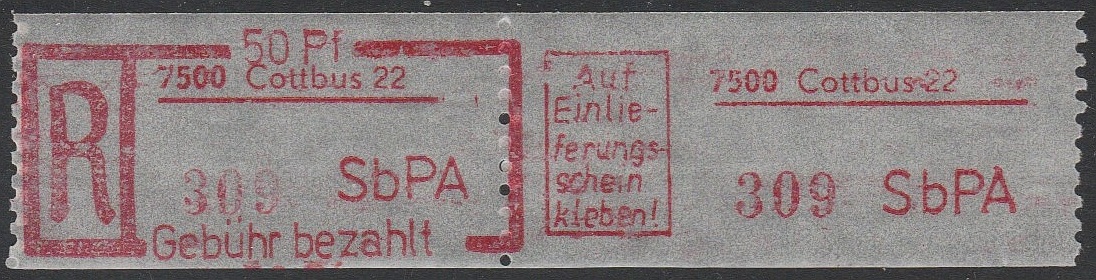 50 Pf
R
7500 Cottbus 22
309 SbPA
Gebühr bezahlt
Auf
Einlie-
ferungs-
schein
kleben!
7500 Cottbus 22
309 SbPA